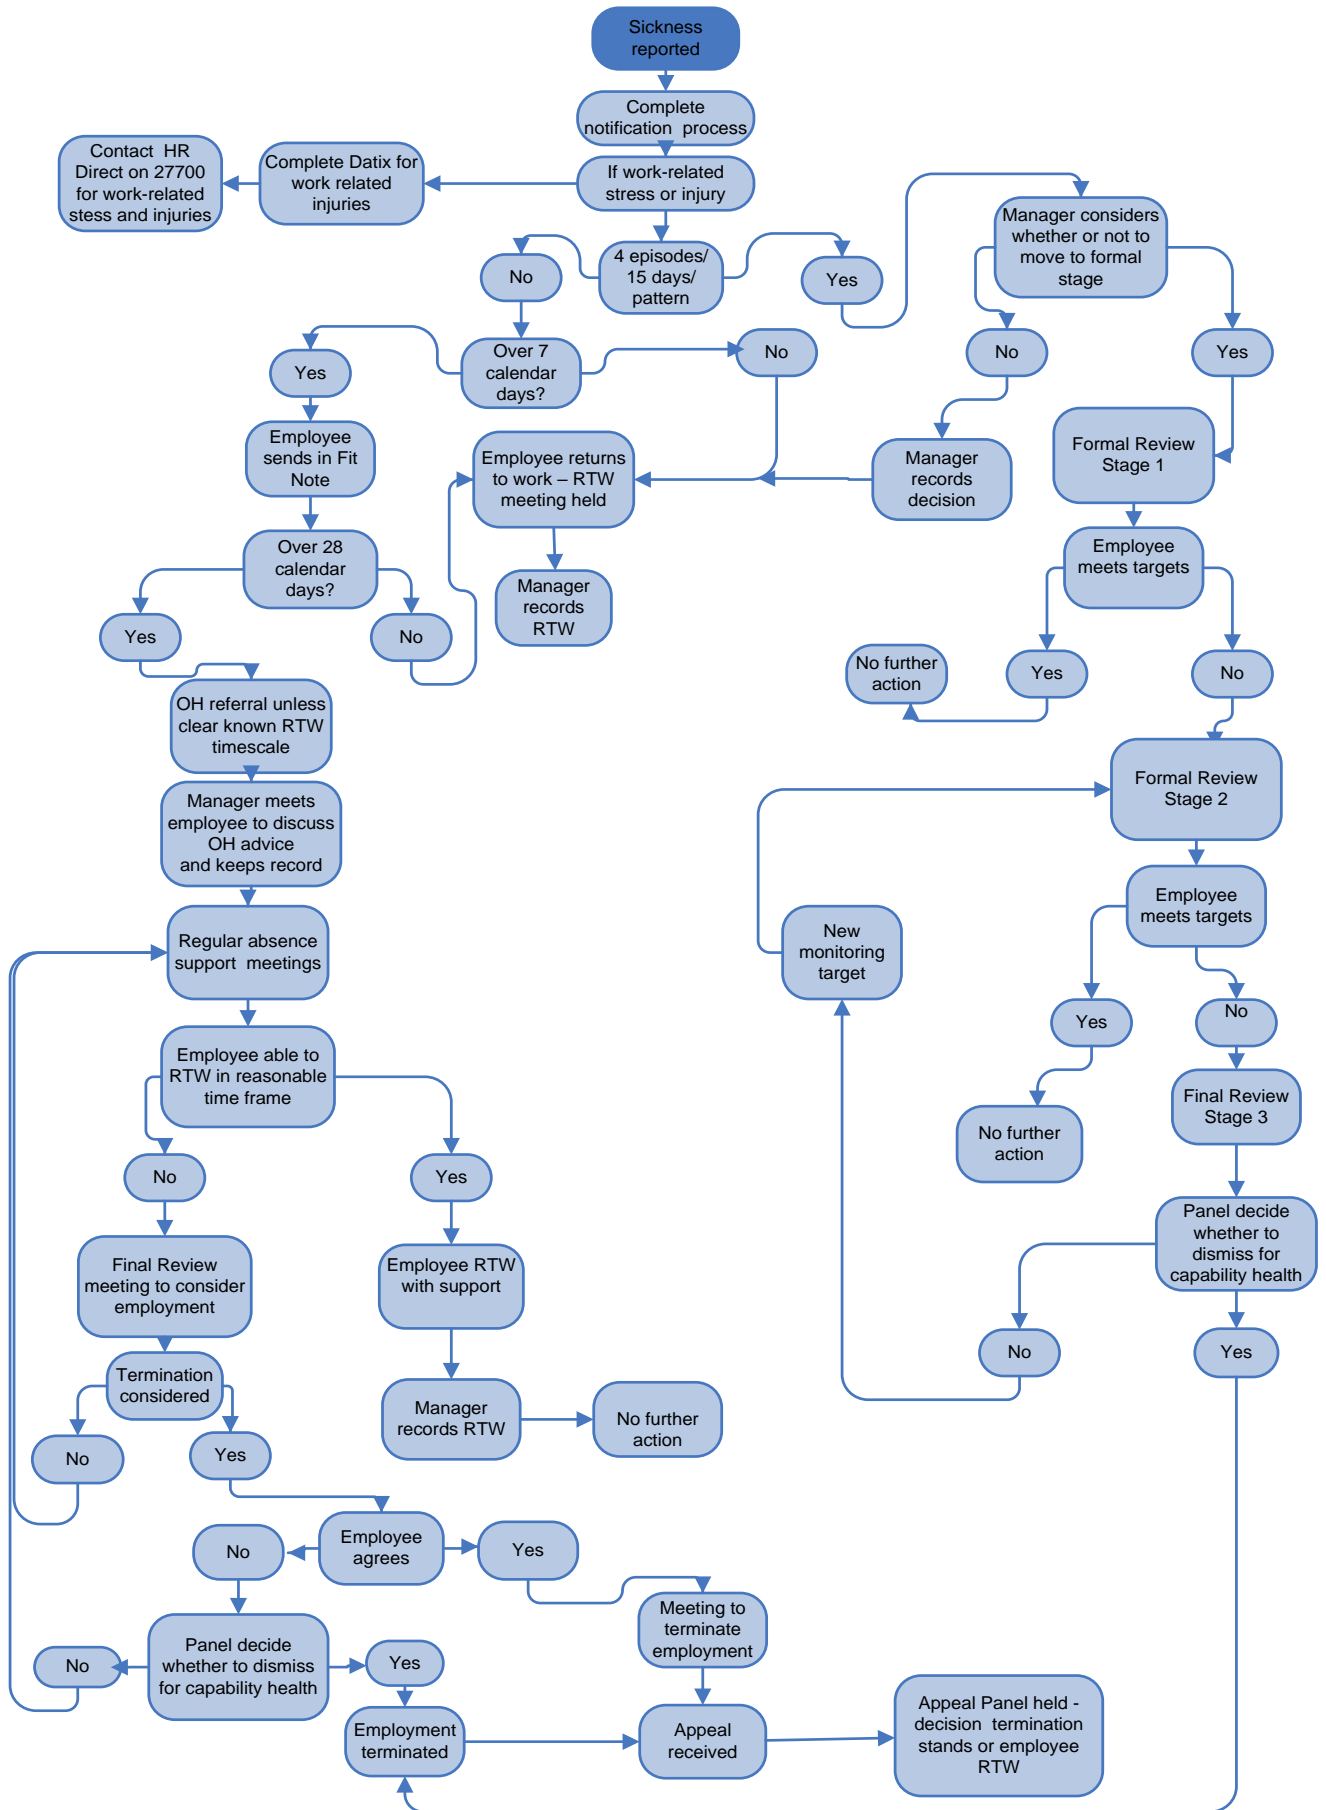 Sickness
reported
Complete
notification process
If work-related
stress or injury
Complete Datix for
work related
injuries
Contact HR
Direct on 27700
for work-related
stess and injuries
4 episodes/
15 days/
pattern
No
Yes
Manager considers
whether or not to
move to formal
stage
No
Yes
Over 7
calendar
days?
Yes
No
Employee
sends in Fit
Note
Employee returns
to work – RTW
meeting held
Manager
records
decision
Formal Review
Stage 1
Over 28
calendar
days?
Manager
records
RTW
Employee
meets targets
Yes
No
No further
action
Yes
No
OH referral unless
clear known RTW
timescale
Formal Review
Stage 2
Manager meets
employee to discuss
OH advice
and keeps record
Employee
meets targets
Regular absence
support meetings
New
monitoring
target
Yes
No
Employee able to
RTW in reasonable
time frame
No further
action
Final Review
Stage 3
No
Yes
Panel decide
whether to
dismiss for
capability health
Final Review
meeting to consider
employment
Employee RTW
with support
No
Yes
Termination
considered
Manager
records RTW
No further
action
No
Yes
Employee
agrees
No
Yes
Meeting to
terminate
employment
Panel decide
whether to dismiss
for capability health
No
Yes
Employment
terminated
Appeal
received
Appeal Panel held -
decision termination
stands or employee
RTW